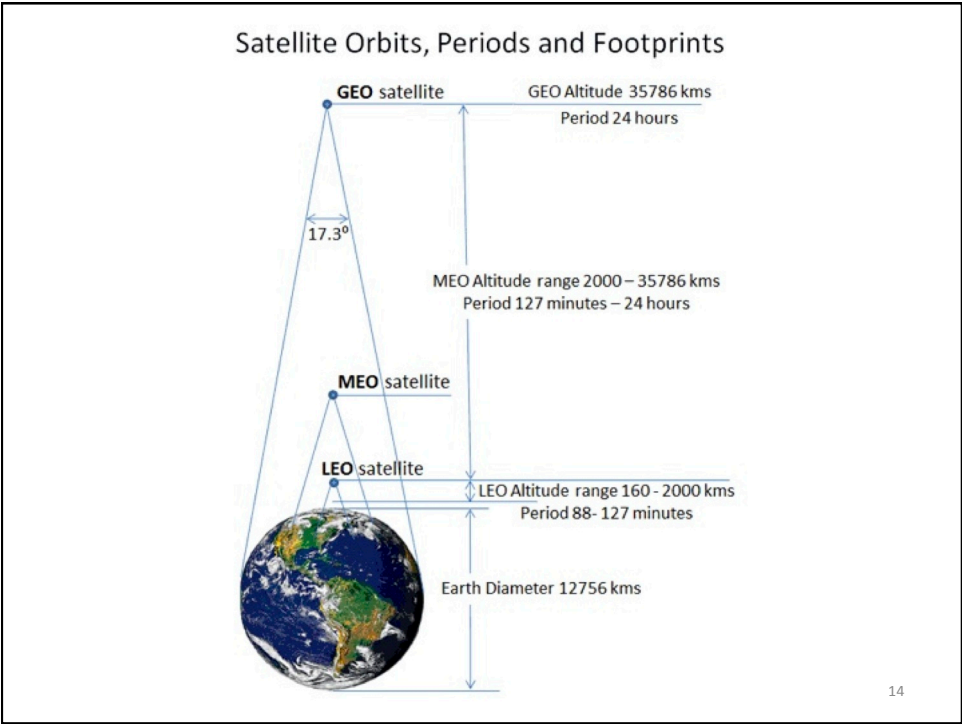 Satellite Orbits, Periods and Footprints
GEO satellite
GEO Altitude 35786 kms
Period 24 hours
17.3⁰
MEO Altitude range 2000 – 35786 kms
Period 127 minutes – 24 hours
MEO satellite
LEO satellite
LEO Altitude range 160 - 2000 kms
Period 88- 127 minutes
Earth Diameter 12756 kms
14